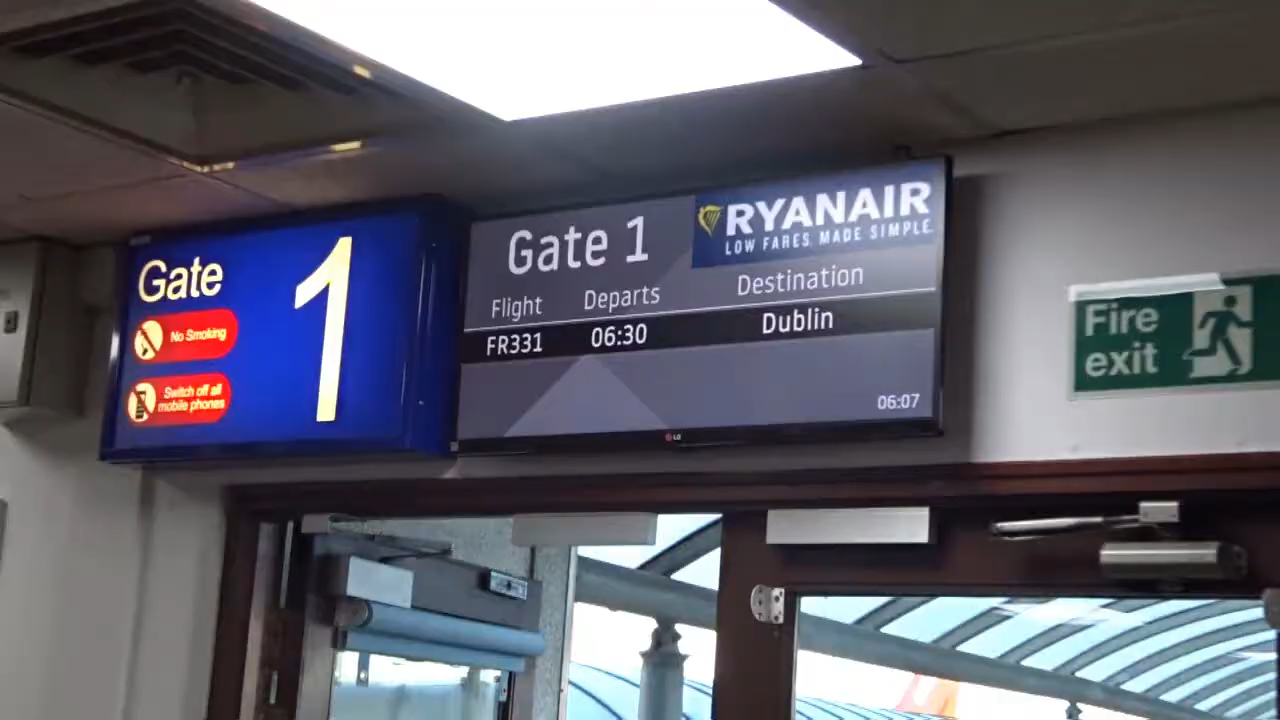 Gate 1
No Smoking
Switch off all
mobile phones
Gate 1
RYANAIR
LOW FARES. MADE SIMPLE.
Flight Departs Destination
FR331 06:30 Dublin
06:07
LG
Fire
exit